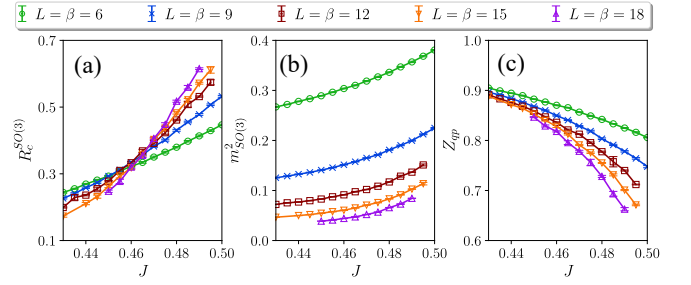 L = β = 6 L = β = 9 L = β = 12 L = β = 15 L = β = 18
(a) (b) (c)
0.7 0.5 0.3 0.1
R_c^{SO(3)}
0.44 0.46 0.48 0.50
J
0.4 0.3 0.2 0.1 0.0
m^2_{SO(3)}
0.44 0.46 0.48 0.50
J
1.0 0.9 0.8 0.7 0.6
Z_{qp}
0.44 0.46 0.48 0.50
J